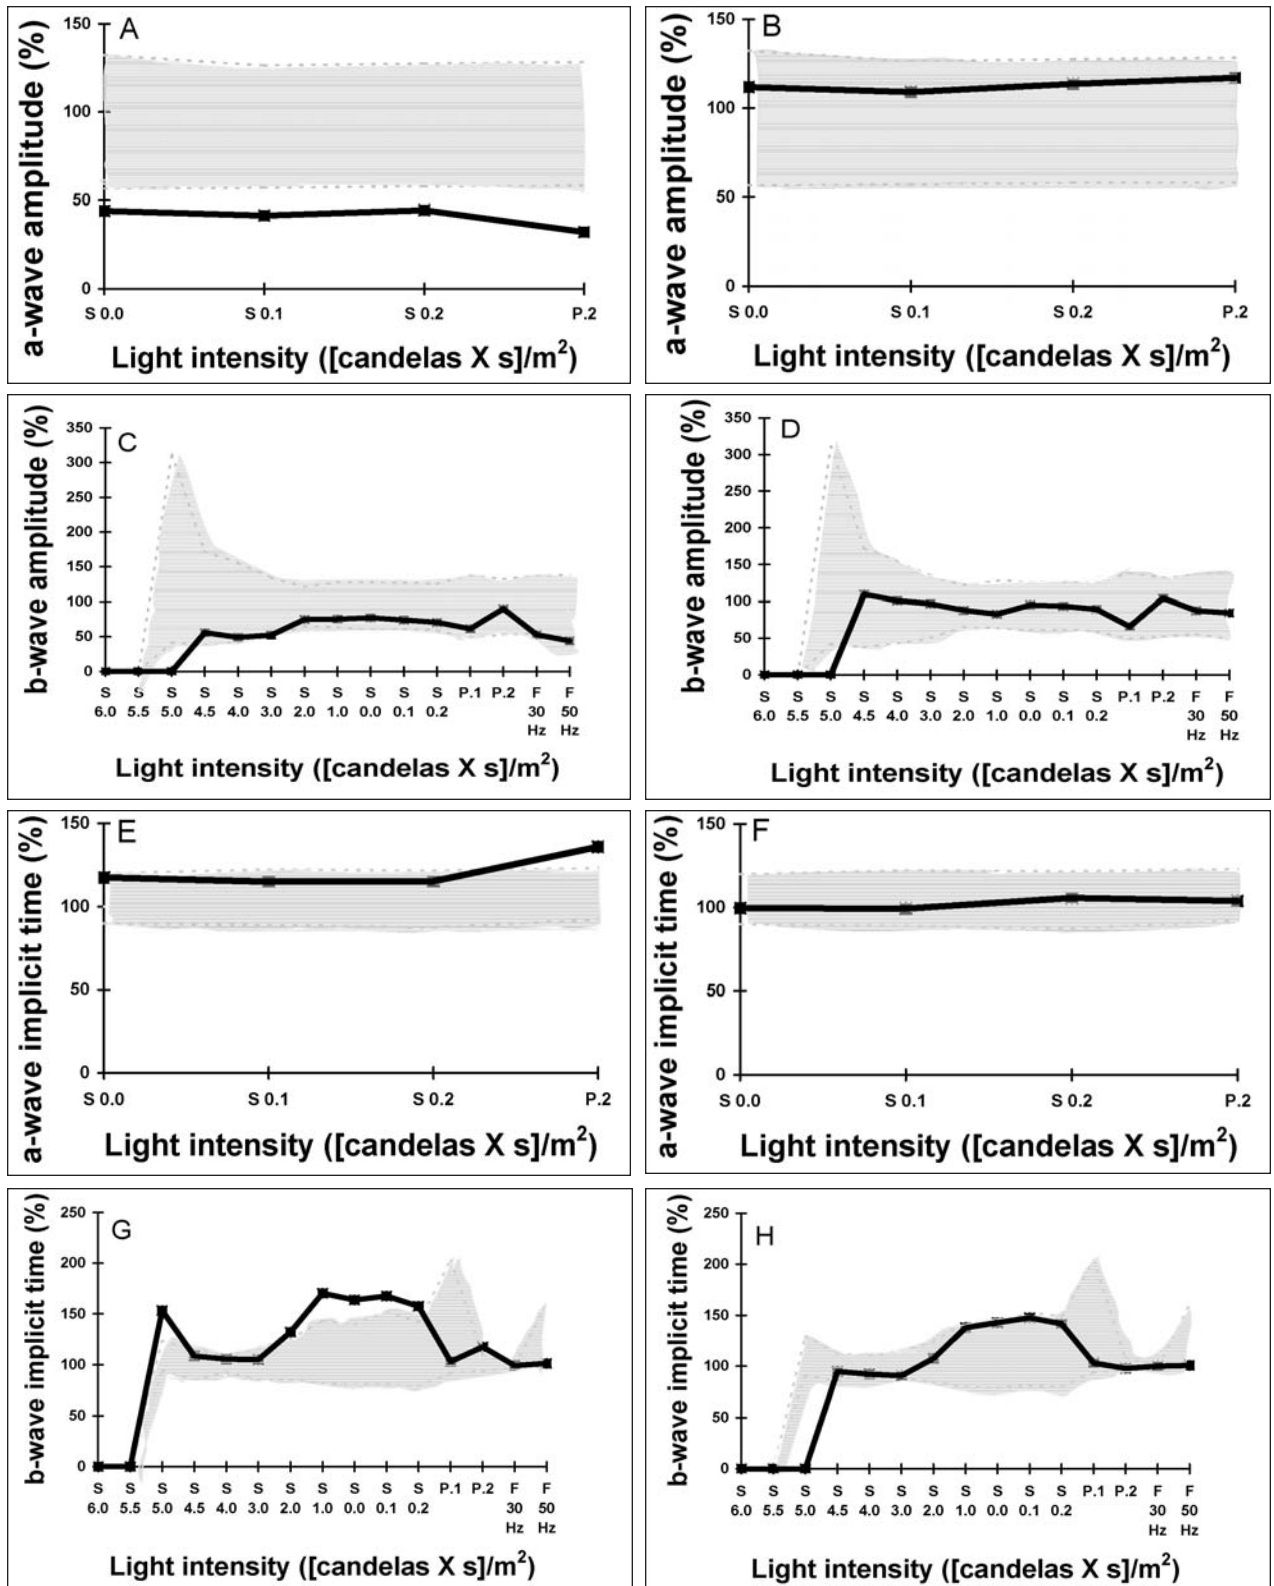 A
a-wave amplitude (%)
150
100
50
0
S 0.0 S 0.1 S 0.2 P.2
Light intensity ([candelas X s]/m²)
B
a-wave amplitude (%)
150
100
50
0
S 0.0 S 0.1 S 0.2 P.2
Light intensity ([candelas X s]/m²)
C
b-wave amplitude (%)
350
300
250
200
150
100
50
0
S S S S S S S S S S S P.1 P.2 F F
6.0 5.5 5.0 4.5 4.0 3.0 2.0 1.0 0.0 0.1 0.2 30 50
Hz Hz
Light intensity ([candelas X s]/m²)
D
b-wave amplitude (%)
350
300
250
200
150
100
50
0
S S S S S S S S S S S P.1 P.2 F F
6.0 5.5 5.0 4.5 4.0 3.0 2.0 1.0 0.0 0.1 0.2 30 50
Hz Hz
Light intensity ([candelas X s]/m²)
E
a-wave implicit time (%)
150
100
50
0
S 0.0 S 0.1 S 0.2 P.2
Light intensity ([candelas X s]/m²)
F
a-wave implicit time (%)
150
100
50
0
S 0.0 S 0.1 S 0.2 P.2
Light intensity ([candelas X s]/m²)
G
b-wave implicit time (%)
250
200
150
100
50
0
S S S S S S S S S S S P.1 P.2 F F
6.0 5.5 5.0 4.5 4.0 3.0 2.0 1.0 0.0 0.1 0.2 30 50
Hz Hz
Light intensity ([candelas X s]/m²)
H
b-wave implicit time (%)
250
200
150
100
50
0
S S S S S S S S S S S P.1 P.2 F F
6.0 5.5 5.0 4.5 4.0 3.0 2.0 1.0 0.0 0.1 0.2 30 50
Hz Hz
Light intensity ([candelas X s]/m²)